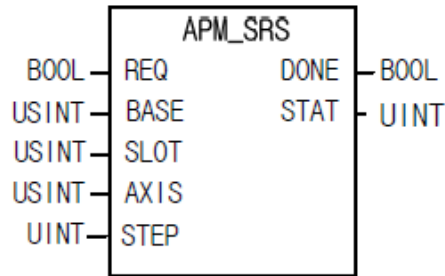 APM_SRS
BOOL REQ DONE BOOL
USINT BASE STAT UINT
USINT SLOT
USINT AXIS
UINT STEP